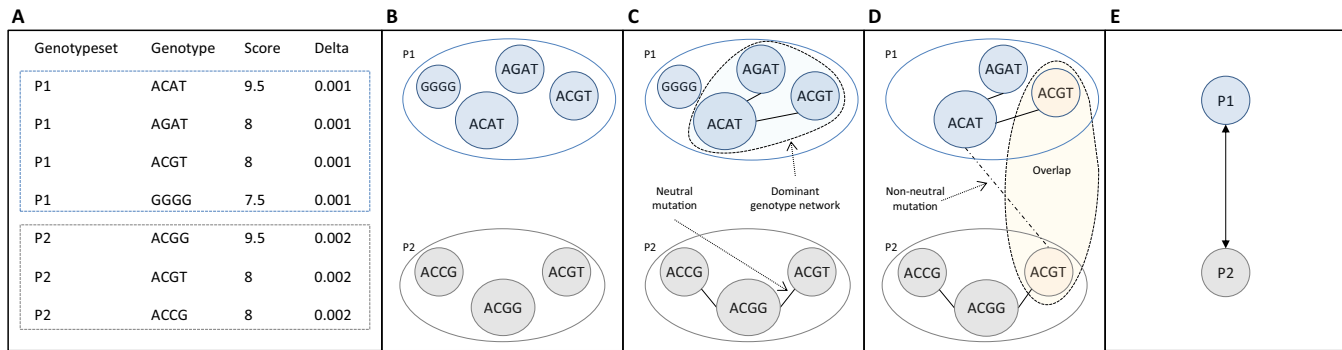 A
Genotypeset Genotype Score Delta
P1 ACAT 9.5 0.001
P1 AGAT 8 0.001
P1 ACGT 8 0.001
P1 GGGG 7.5 0.001
P2 ACGG 9.5 0.002
P2 ACGT 8 0.002
P2 ACCG 8 0.002
B
P1
AGAT
GGGG
ACGT
ACAT
P2
ACCG
ACGT
ACGG
C
P1
AGAT
GGGG
ACGT
ACAT
Neutral
mutation
Dominant
genotype network
P2
ACCG
ACGT
ACGG
D
P1
AGAT
ACGT
ACAT
Overlap
Non-neutral
mutation
P2
ACCG
ACGT
ACGG
E
P1
P2